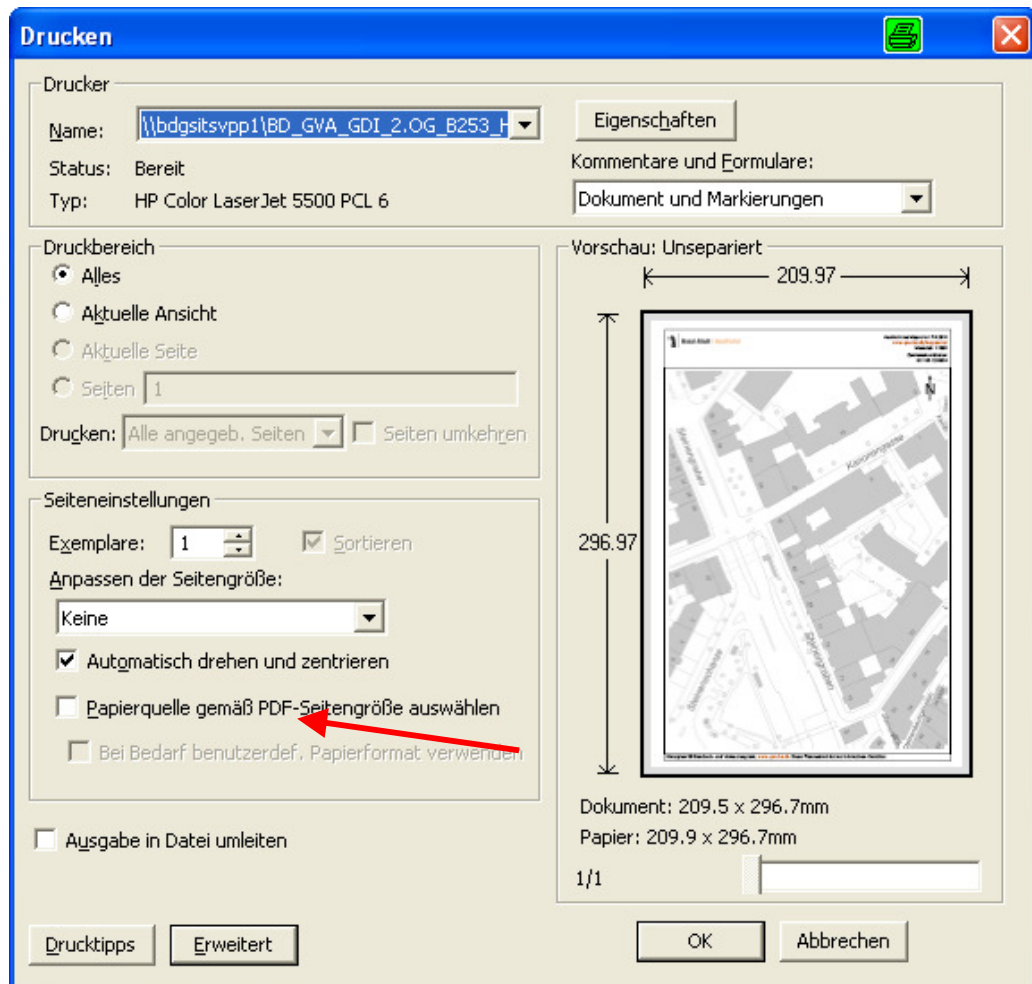 Drucken
Drucker
Name: \\bdgsitsvpp1\BD_GVA_GDI_2.OG_B253_H
Eigenschaften
Status: Bereit
Kommentare und Formulare:
Typ: HP Color LaserJet 5500 PCL 6
Dokument und Markierungen
Druckbereich
Alles
Aktuelle Ansicht
Aktuelle Seite
Seiten 1
Drucken: Alle angegeb. Seiten Seiten umkehren
Seiteneinstellungen
Exemplare: 1 Sortieren
Anpassen der Seitengröße:
Keine
Automatisch drehen und zentrieren
Papierquelle gemäß PDF-Seitengröße auswählen
Bei Bedarf benutzerdef. Papierformat verwenden
Ausgabe in Datei umleiten
Vorschau: Unsepariert
209.97
296.97
N
Kanonengasse
Dokument: 209.5 x 296.7mm
Papier: 209.9 x 296.7mm
1/1
Drucktipps
Erweitert
OK
Abbrechen